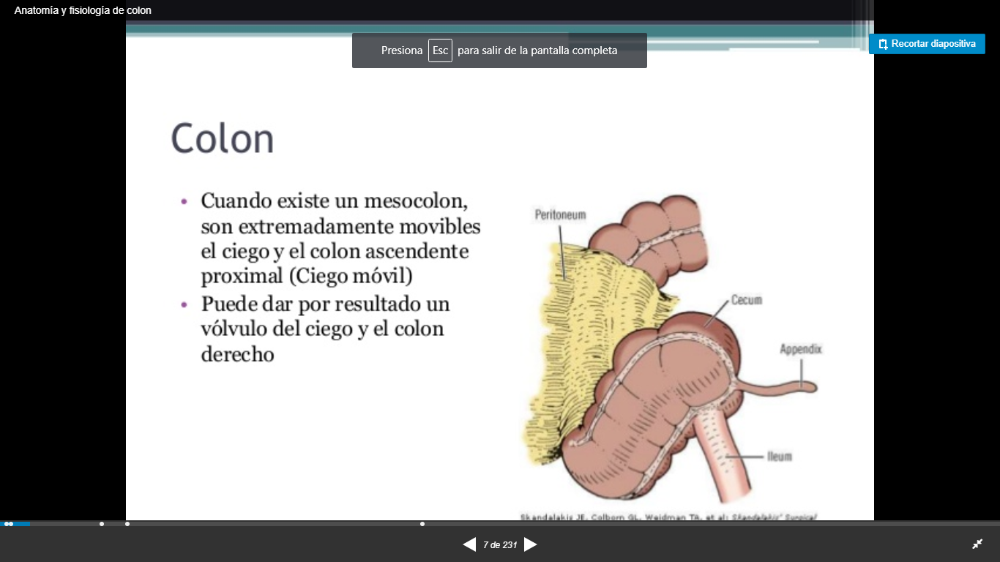 Anatomía y fisiología de colon
Presiona Esc para salir de la pantalla completa
Recortar diapositiva
Colon
• Cuando existe un mesocolon,
son extremadamente movibles
el ciego y el colon ascendente
proximal (Ciego móvil)
• Puede dar por resultado un
vólvulo del ciego y el colon
derecho
Peritoneum
Cecum
Appendix
Ileum
Skandalakis JE, Colborn GL, Weidman TA, et al: Skandalakis' Surgical
7 de 231